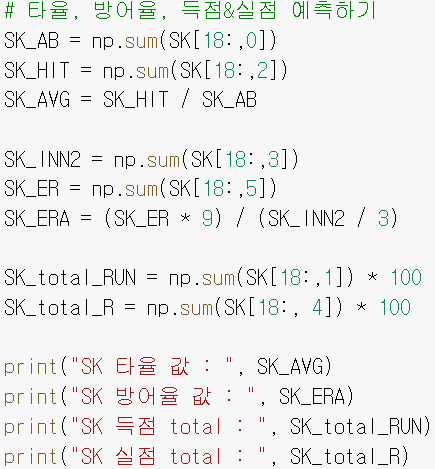 # 타율, 방어율, 득점&실점 예측하기
SK_AB = np.sum(SK[18:,0])
SK_HIT = np.sum(SK[18:,2])
SK_AVG = SK_HIT / SK_AB
SK_INN2 = np.sum(SK[18:,3])
SK_ER = np.sum(SK[18:,5])
SK_ERA = (SK_ER * 9) / (SK_INN2 / 3)
SK_total_RUN = np.sum(SK[18:,1]) * 100
SK_total_R = np.sum(SK[18:, 4]) * 100
print("SK 타율 값 : ", SK_AVG)
print("SK 방어율 값 : ", SK_ERA)
print("SK 득점 total : ", SK_total_RUN)
print("SK 실점 total : ", SK_total_R)